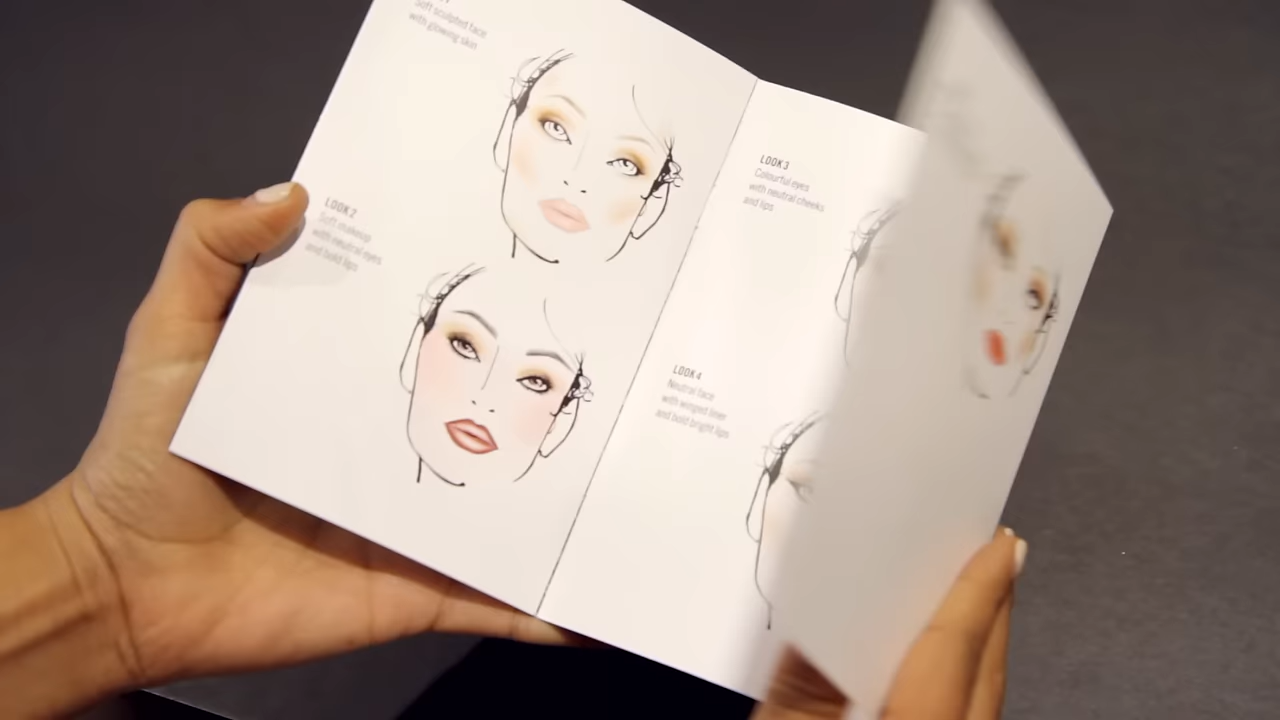 Soft sculpted face
with glowing skin
LOOK 2
Soft makeup
with neutral eyes
and bold lips
LOOK 3
Colourful eyes
with neutral cheeks
and lips
LOOK 4
Neutral face
with winged liner
and bold bright lips